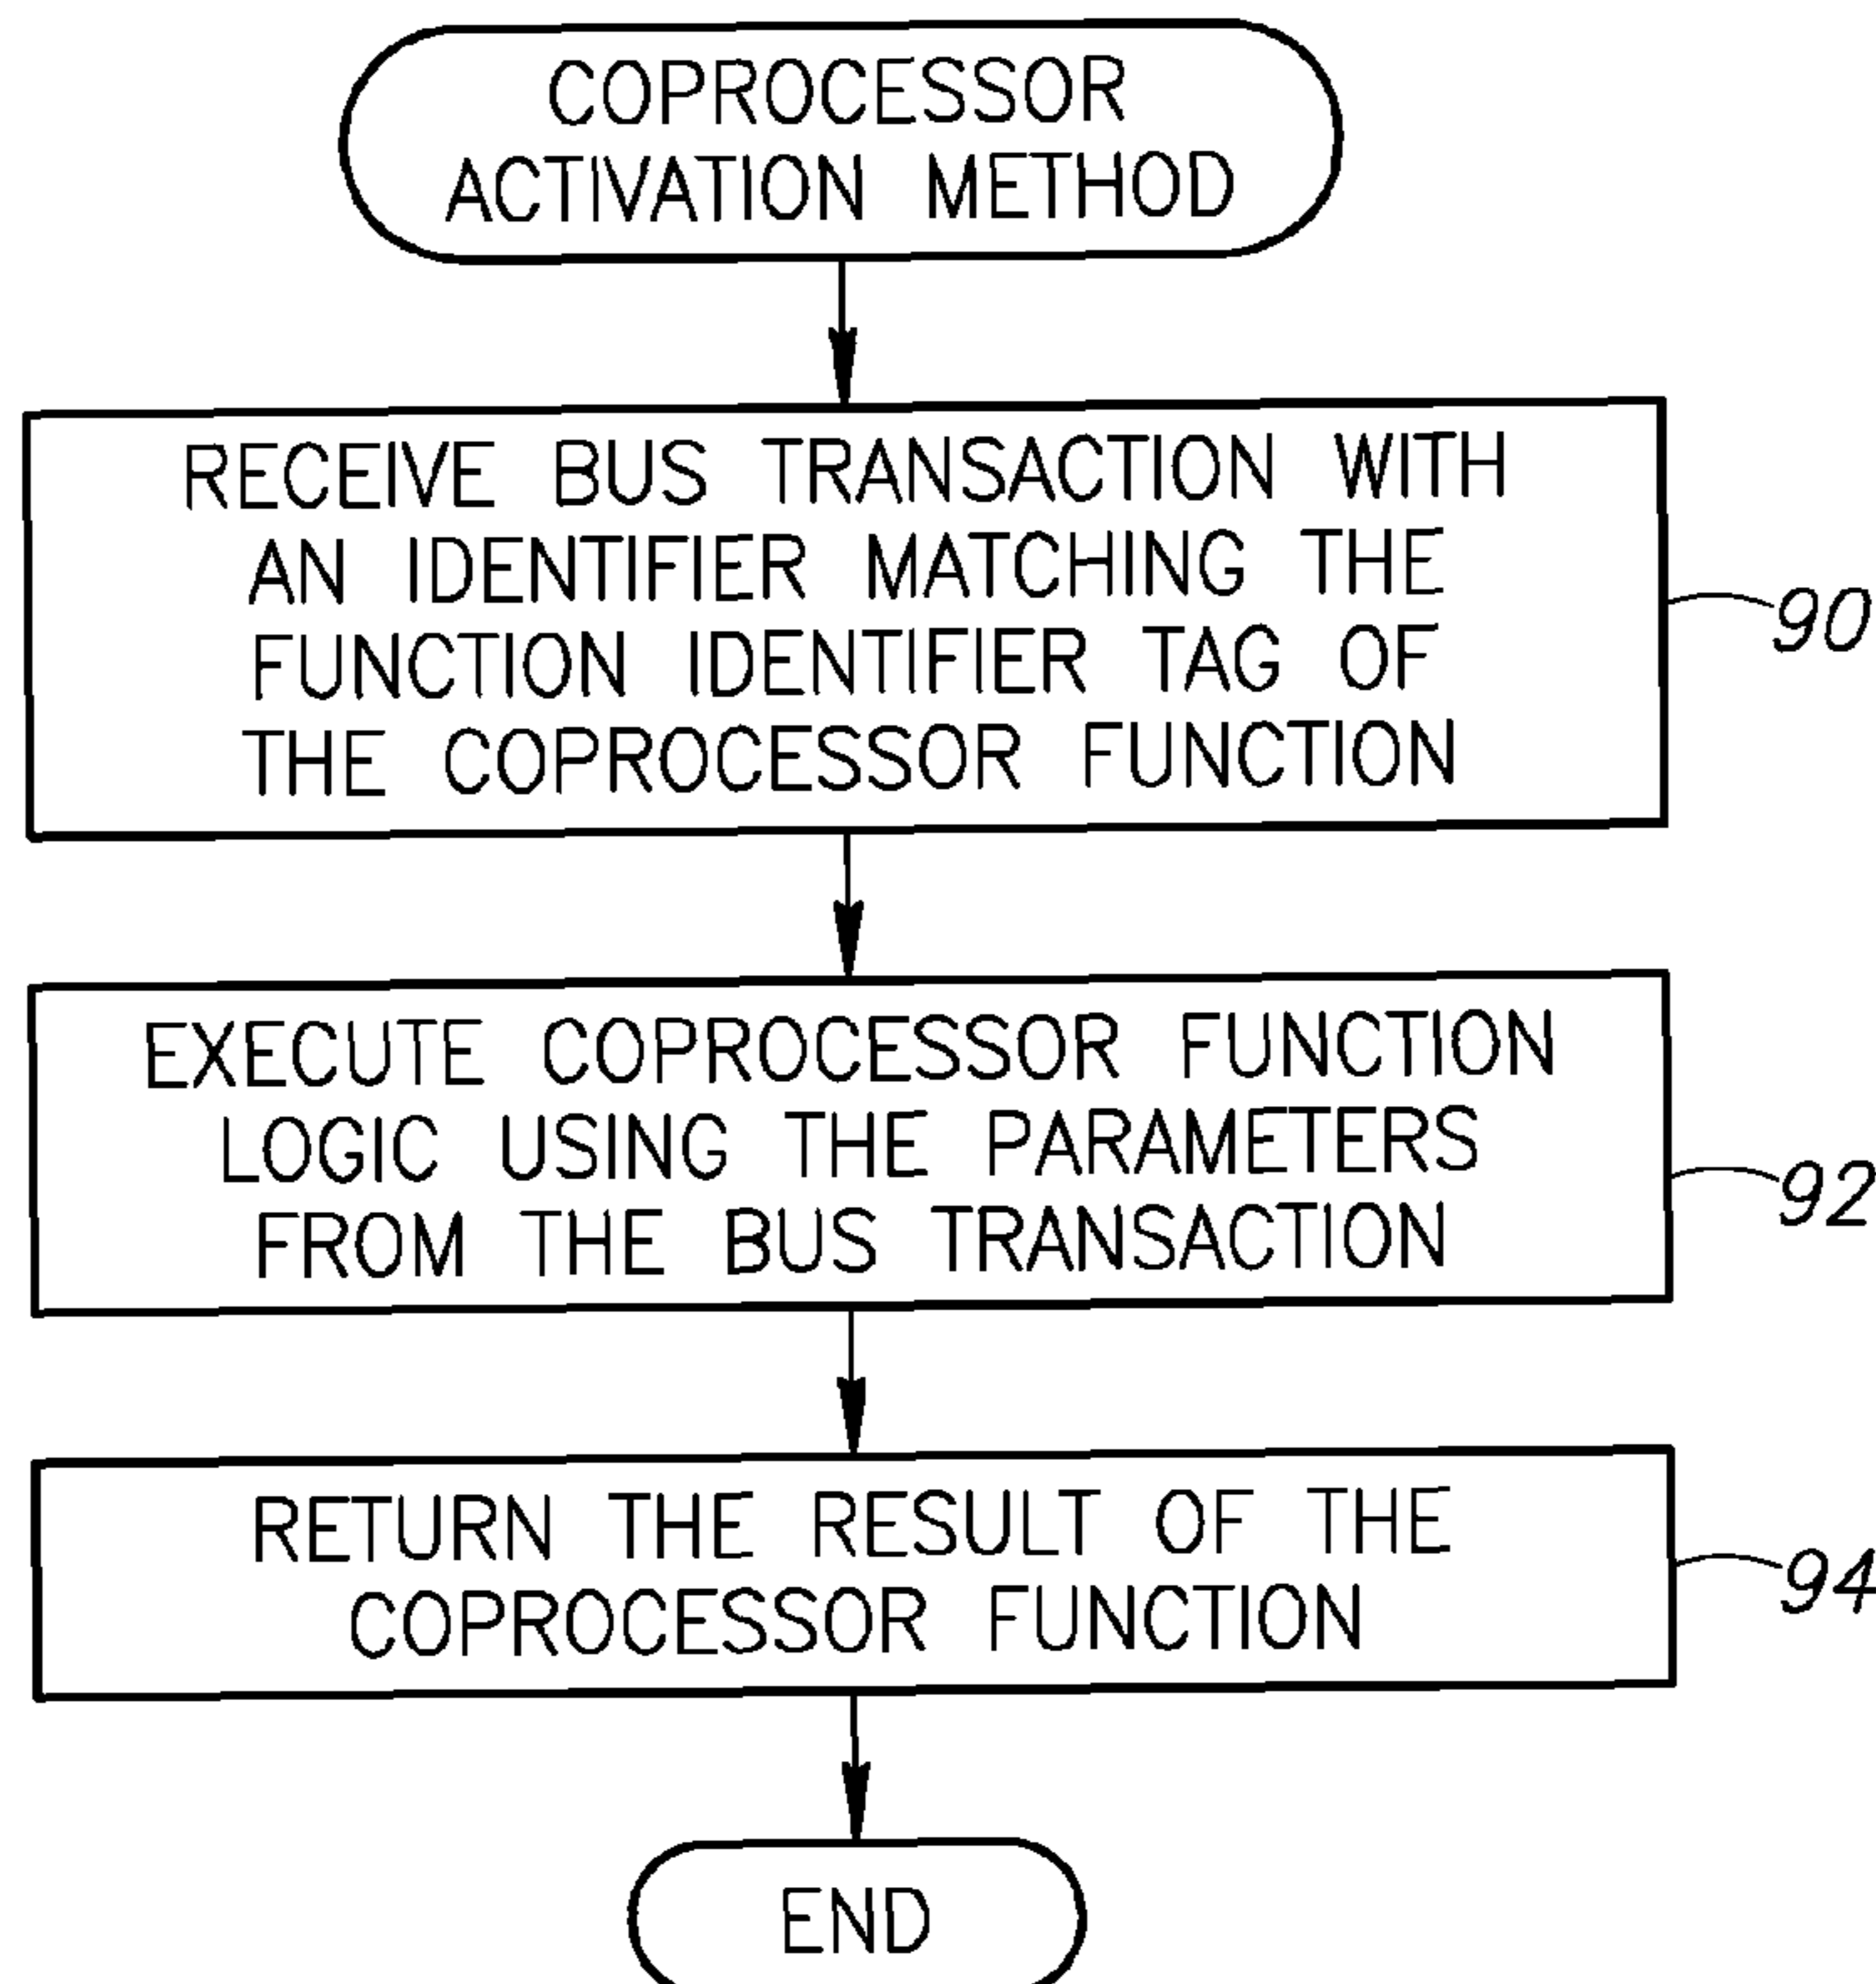 COPROCESSOR
ACTIVATION METHOD
RECEIVE BUS TRANSACTION WITH
AN IDENTIFIER MATCHING THE
FUNCTION IDENTIFIER TAG OF
THE COPROCESSOR FUNCTION
90
EXECUTE COPROCESSOR FUNCTION
LOGIC USING THE PARAMETERS
FROM THE BUS TRANSACTION
92
RETURN THE RESULT OF THE
COPROCESSOR FUNCTION
94
END